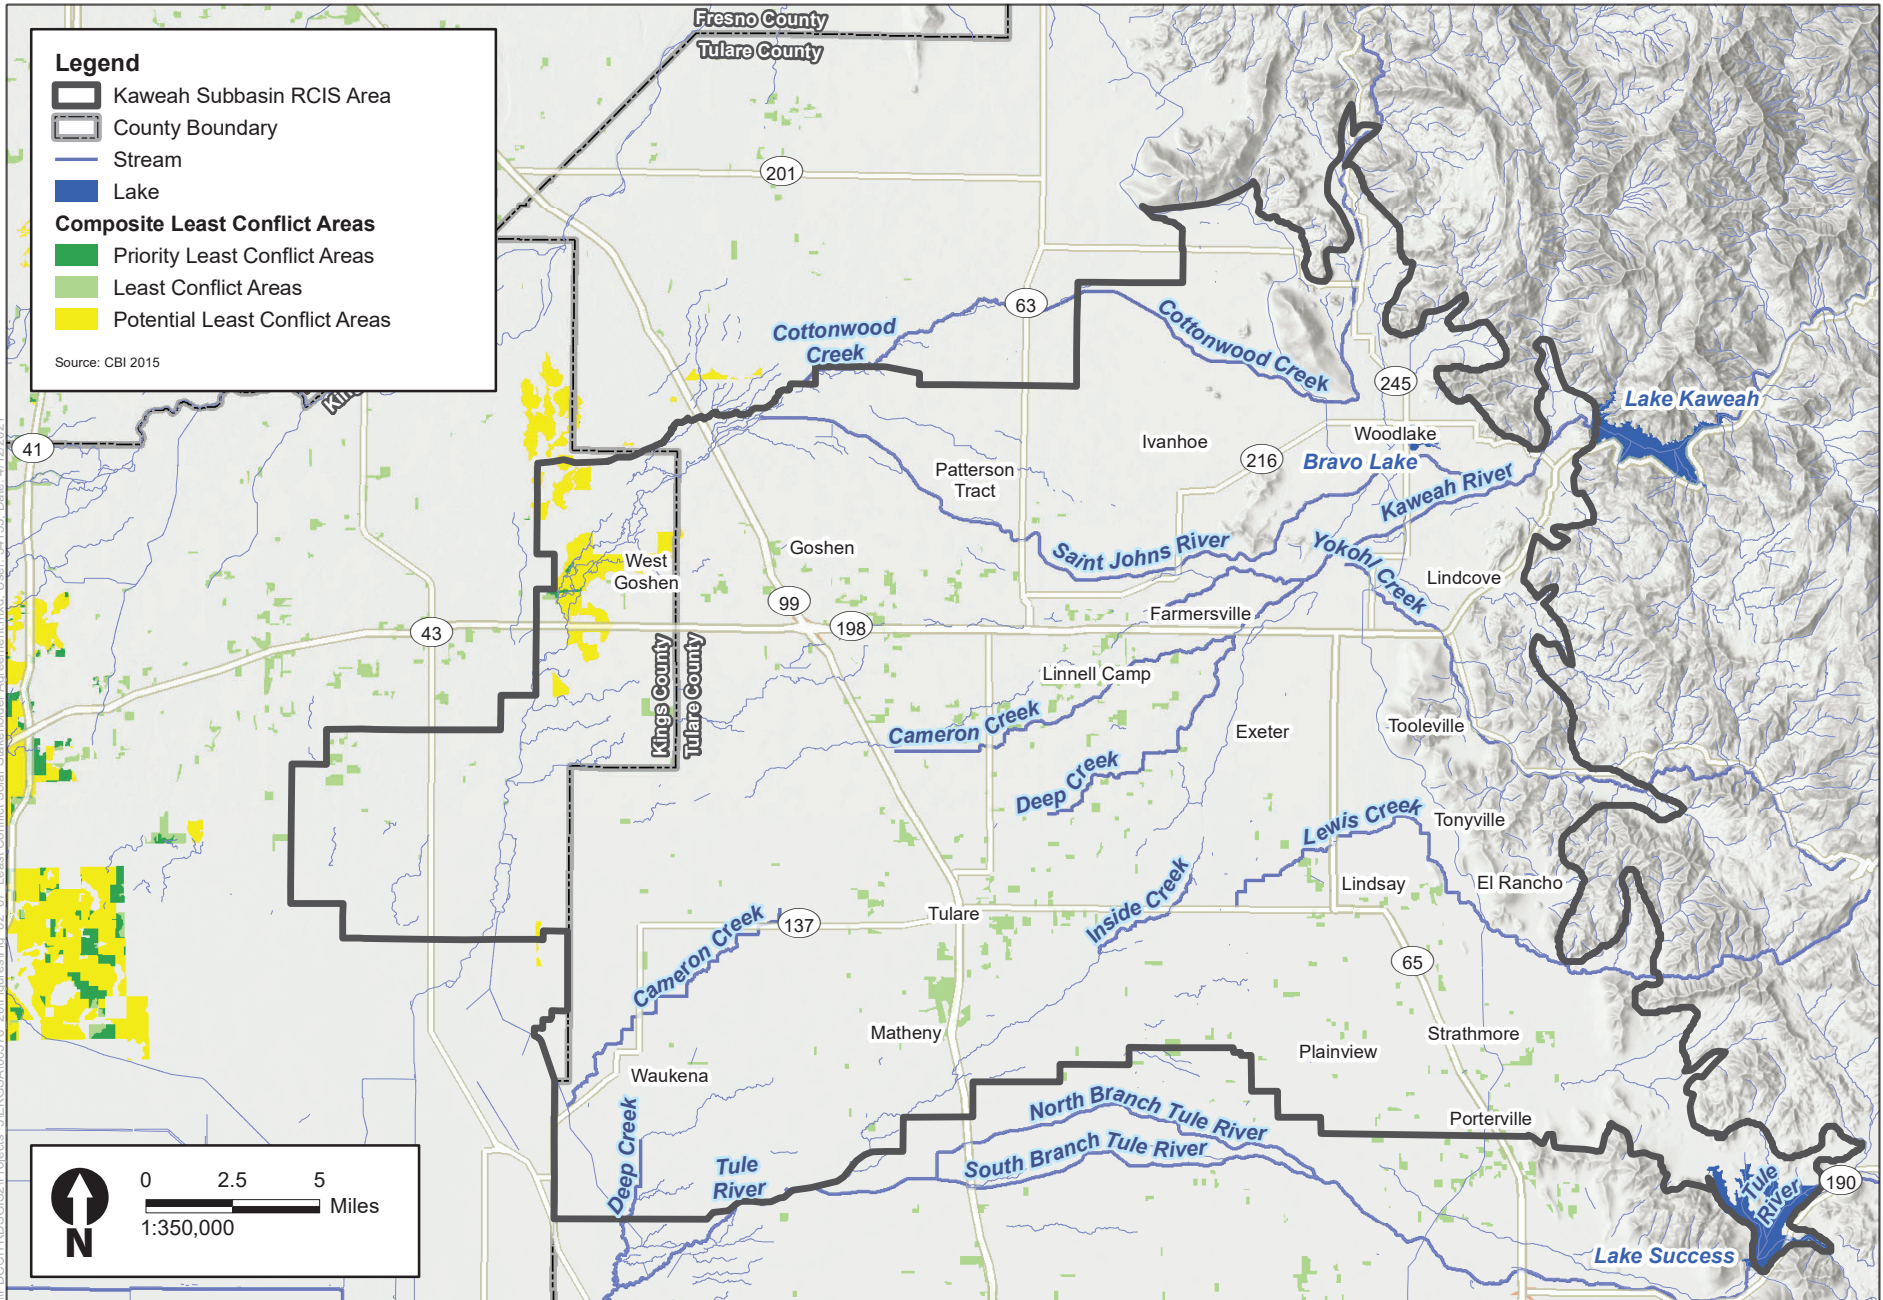 Fresno County
Tulare County
Legend
Kaweah Subbasin RCIS Area
County Boundary
Stream
Lake
Composite Least Conflict Areas
Priority Least Conflict Areas
Least Conflict Areas
Potential Least Conflict Areas
Source: CBI 2015
201
63
Cottonwood
Creek
Cottonwood Creek
245
Lake Kaweah
41
Ivanhoe
Woodlake
216
Bravo Lake
Patterson
Tract
Kaweah River
Saint Johns River
Yokohl Creek
Goshen
West
Goshen
Lindcove
99
198
43
Farmersville
Kings County
Tulare County
Linnell Camp
Cameron Creek
Exeter
Tooleville
Deep Creek
Lewis Creek
Tonyville
Lindsay
El Rancho
Inside Creek
Tulare
137
Cameron Creek
65
Matheny
Strathmore
Plainview
Waukena
North Branch Tule River
Porterville
South Branch Tule River
Deep Creek
Tule
River
Tule
River
190
Lake Success
0 2.5 5
Miles
1:350,000
N